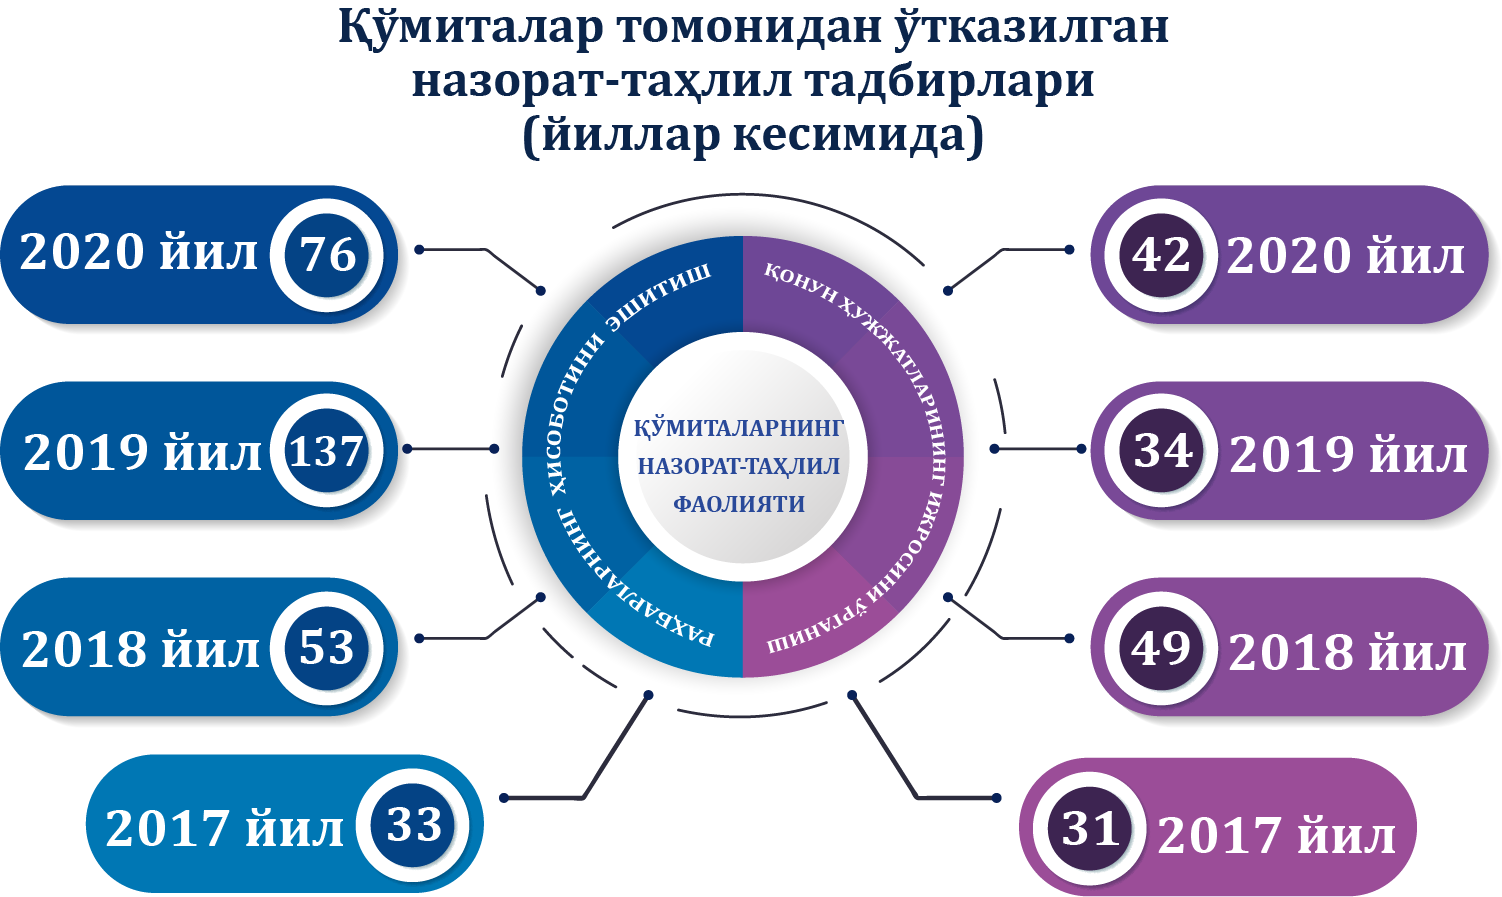 Қўмиталар томонидан ўтказилган
назорат-таҳлил тадбирлари
(йиллар кесимида)
2020 йил 76
2019 йил 137
2018 йил 53
2017 йил 33
РАҲБАРЛАРНИНГ ҲИСОБОТИНИ ЭШИТИШ
ҚЎМИТАЛАРНИНГ
НАЗОРАТ-ТАҲЛИЛ
ФАОЛИЯТИ
ҚОНУН ҲУЖЖАТЛАРИНИНГ ИЖРОСИНИ ЎРГАНИШ
42 2020 йил
34 2019 йил
49 2018 йил
31 2017 йил